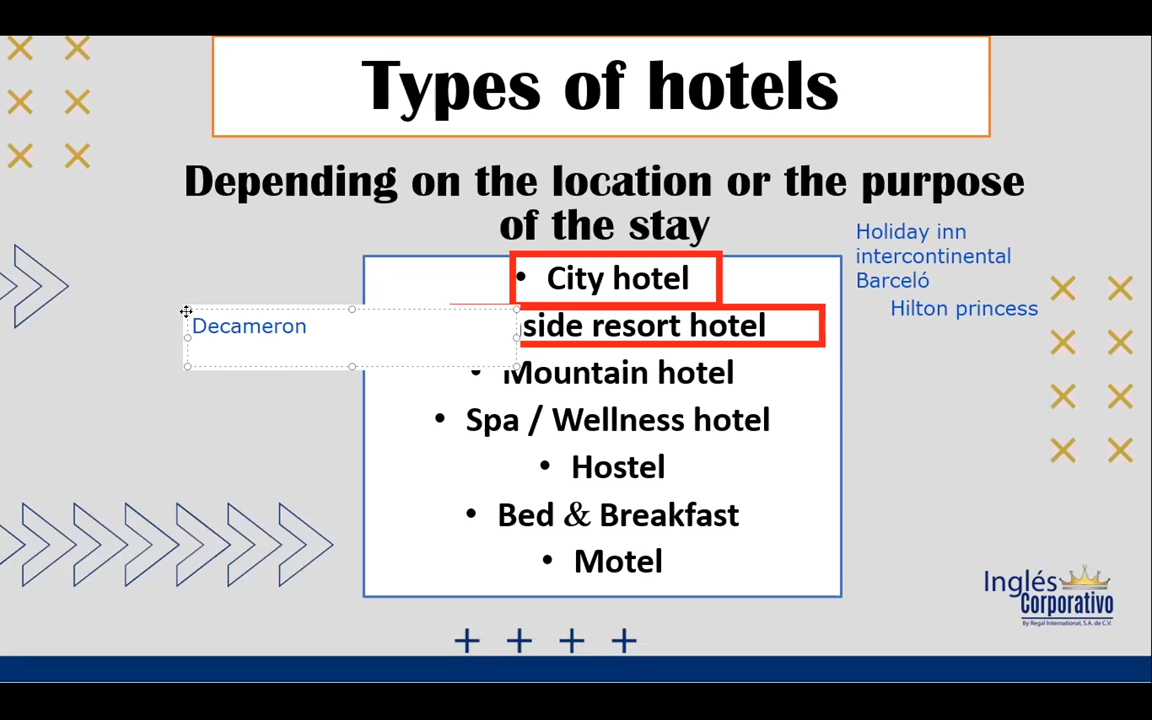 Types of hotels
Depending on the location or the purpose
of the stay
Holiday inn
intercontinental
Barceló
Hilton princess
• City hotel
Decameron
side resort hotel
• Mountain hotel
• Spa / Wellness hotel
• Hostel
• Bed & Breakfast
• Motel
Inglés
Corporativo
By Regal International, S.A. de C.V.